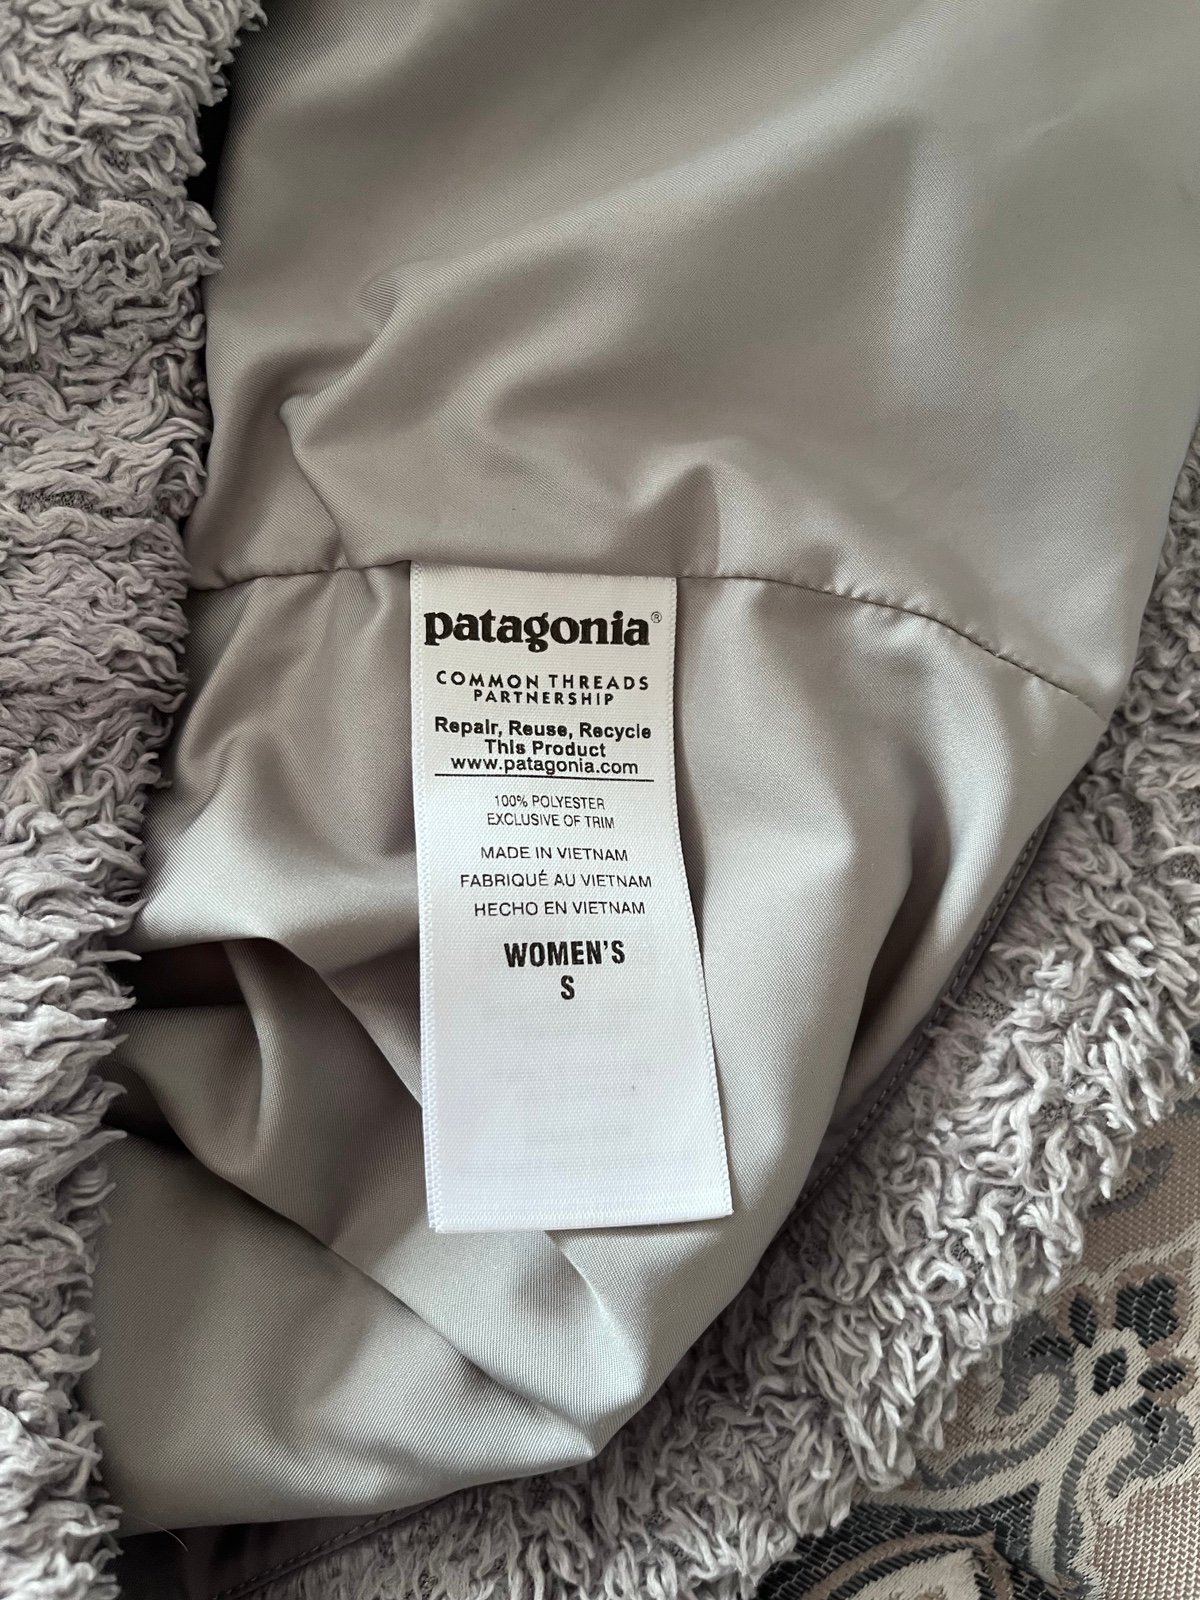 patagonia®
COMMON THREADS
PARTNERSHIP
Repair, Reuse, Recycle
This Product
www.patagonia.com
100% POLYESTER
EXCLUSIVE OF TRIM
MADE IN VIETNAM
FABRIQUÉ AU VIETNAM
HECHO EN VIETNAM
WOMEN'S
S